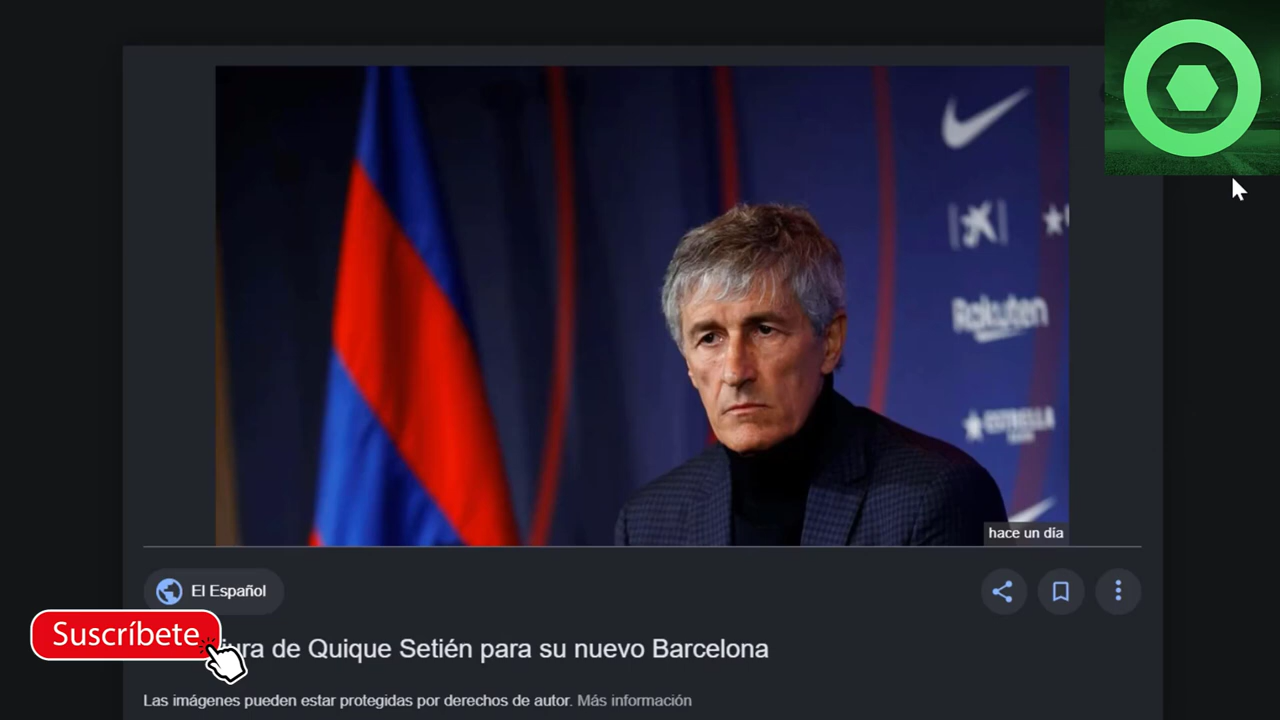 Rakuten
ESTRELLA
hace un día
El Español
Suscríbete
de Quique Setién para su nuevo Barcelona
Las imágenes pueden estar protegidas por derechos de autor. Más información